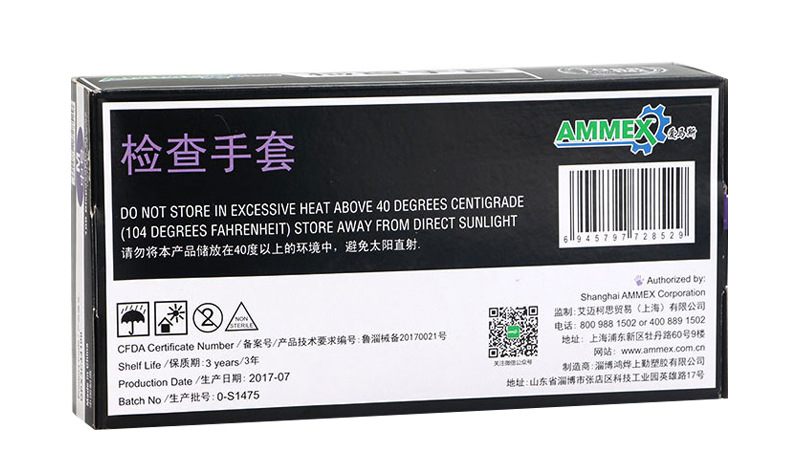 检查手套
AMMEX 爱马斯
DO NOT STORE IN EXCESSIVE HEAT ABOVE 40 DEGREES CENTIGRADE
(104 DEGREES FAHRENHEIT) STORE AWAY FROM DIRECT SUNLIGHT
请勿将本产品储放在40度以上的环境中，避免太阳直射.
6 945797 728529
NON
STERILE
CFDA Certificate Number / 备案号/产品技术要求编号: 鲁淄械备20170021号
Shelf Life /保质期: 3 years/3年
Production Date /生产日期: 2017-07
Batch No /生产批号: 0-S1475
关注微信公众号
Authorized by:
Shanghai AMMEX Corporation
监制: 艾迈柯思贸易（上海）有限公司
电话: 800 988 1502 or 400 889 1502
地址: 上海浦东新区牡丹路60号9楼
网站: www.ammex.com.cn
制造商: 淄博鸿烨上勤塑胶有限公司
地址: 山东省淄博市张店区科技工业园英雄路17号